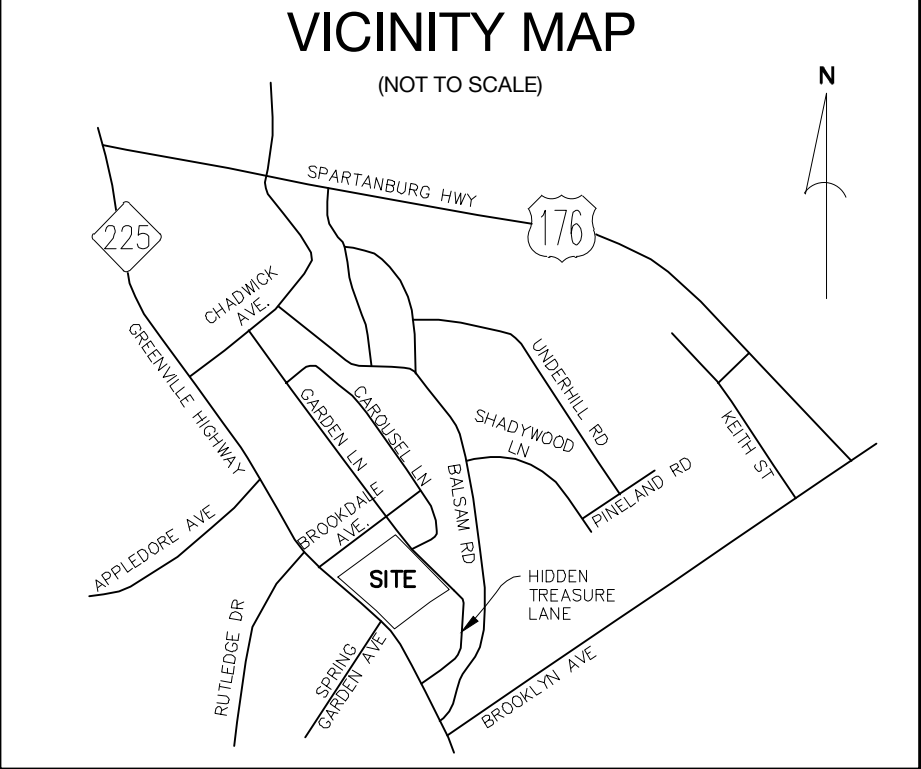 VICINITY MAP
(NOT TO SCALE)
N
SPARTANBURG HWY
176
225
CHADWICK
AVE.
GREENVILLE HIGHWAY
UNDERHILL RD
GARDEN LN
CAROUSEL LN
SHADYWOOD
LN
KEITH ST
BALSAM RD
PINELAND RD
BROOKDALE
AVE.
APPLEDORE AVE
SITE
HIDDEN
TREASURE
LANE
RUTLEDGE DR
SPRING
GARDEN AVE
BROOKLYN AVE